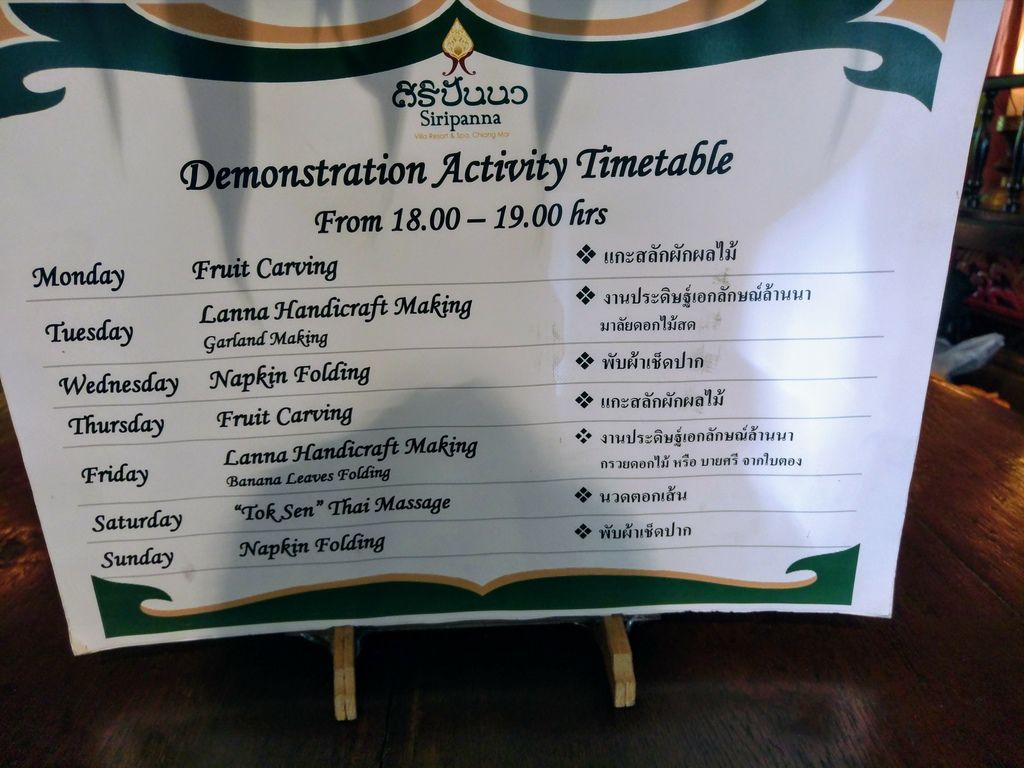 สิริปันนา
Siripanna
Villa Resort & Spa, Chiang Mai
Demonstration Activity Timetable
From 18.00 – 19.00 hrs
Monday Fruit Carving ❖ แกะสลักผักผลไม้
Tuesday Lanna Handicraft Making ❖ งานประดิษฐ์เอกลักษณ์ล้านนา
Garland Making มาลัยดอกไม้สด
Wednesday Napkin Folding ❖ พับผ้าเช็ดปาก
Thursday Fruit Carving ❖ แกะสลักผักผลไม้
Friday Lanna Handicraft Making ❖ งานประดิษฐ์เอกลักษณ์ล้านนา
Banana Leaves Folding กรวยดอกไม้ หรือ บายศรี จากใบตอง
Saturday “Tok Sen” Thai Massage ❖ นวดตอกเส้น
Sunday Napkin Folding ❖ พับผ้าเช็ดปาก